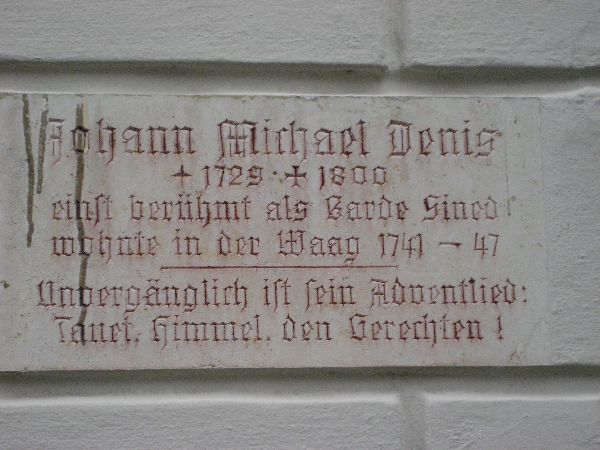 Johann Michael Denis
+ 1729 · ✢ 1800
einst berühmt als Barde Sined
wohnte in der Waag 1741 – 47
Unvergänglich ist sein Adventlied:
Tauet, Himmel, den Gerechten !